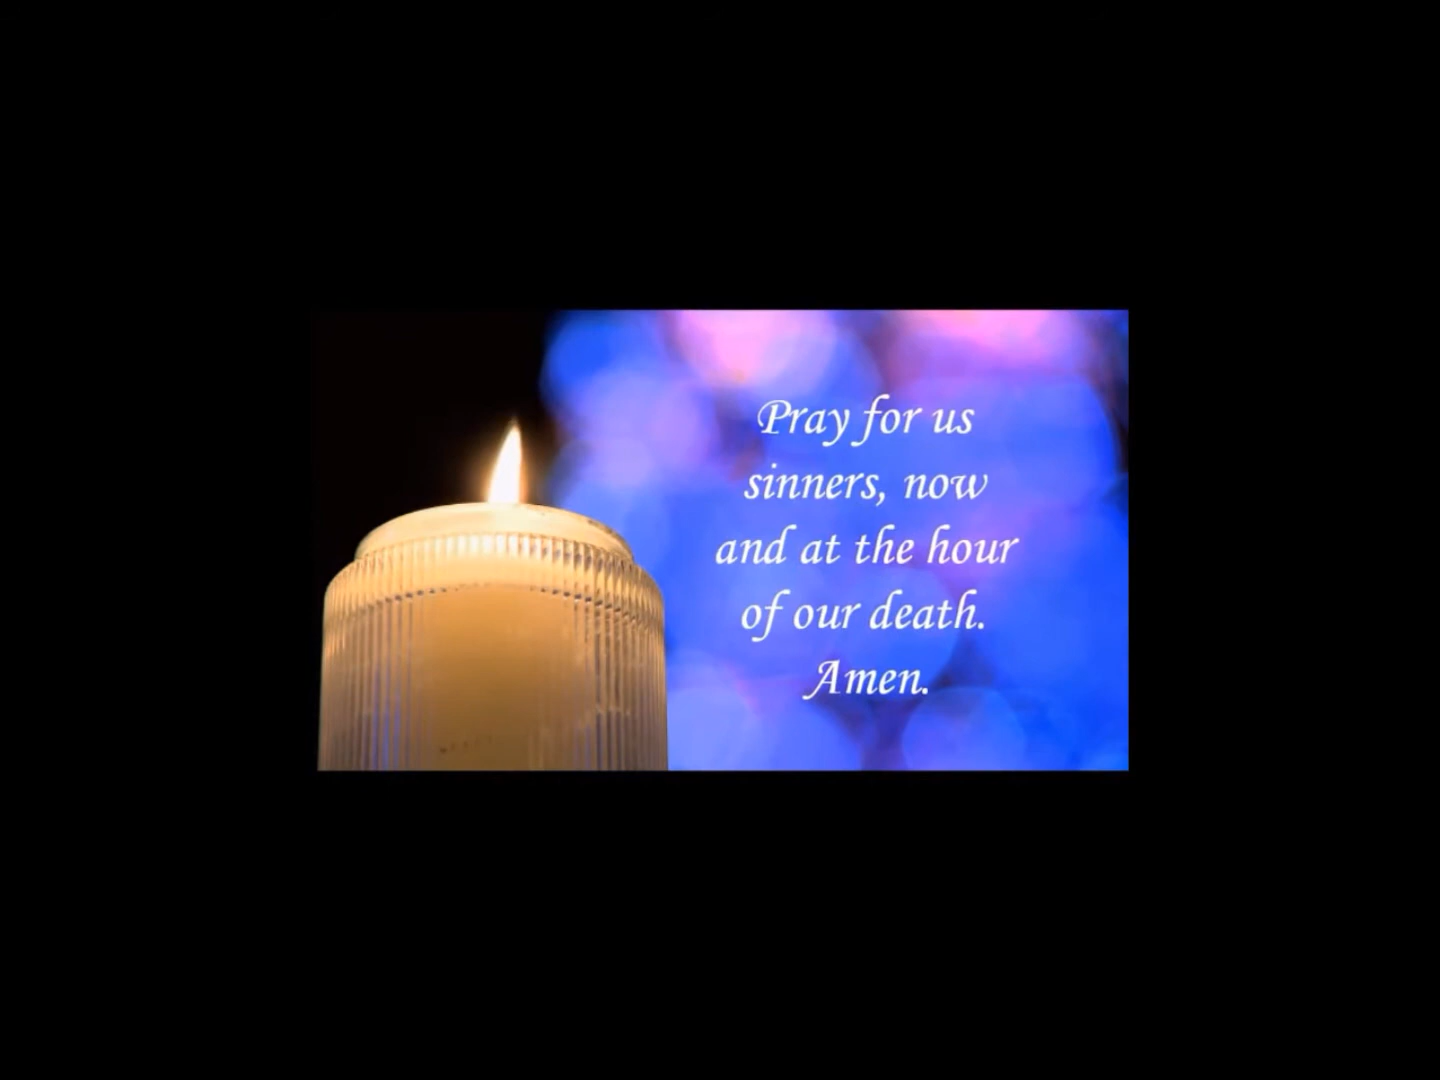 Pray for us
sinners, now
and at the hour
of our death.
Amen.